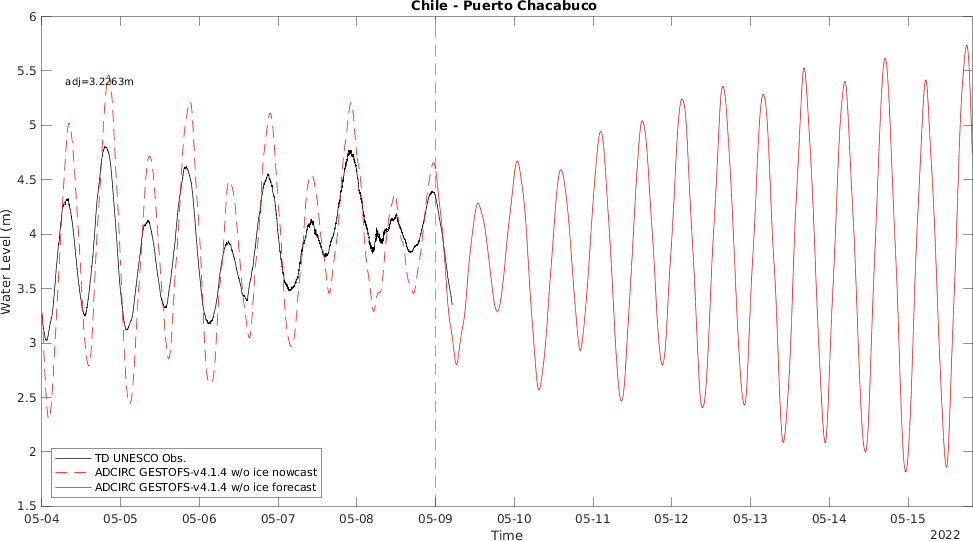 Chile - Puerto Chacabuco
adj=3.2263m
Water Level (m)
6
5.5
5
4.5
4
3.5
3
2.5
2
1.5
TD UNESCO Obs.
ADCIRC GESTOFS-v4.1.4 w/o ice nowcast
ADCIRC GESTOFS-v4.1.4 w/o ice forecast
05-04 05-05 05-06 05-07 05-08 05-09 05-10 05-11 05-12 05-13 05-14 05-15
Time
2022